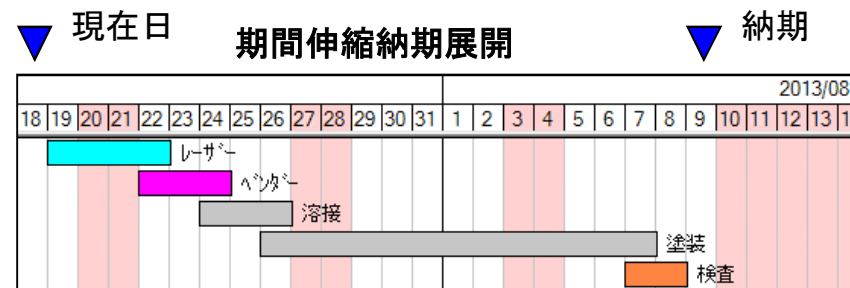 現在日
期間伸縮納期展開
納期
2013/08
18 19 20 21 22 23 24 25 26 27 28 29 30 31 1 2 3 4 5 6 7 8 9 10 11 12 13 1
ﾚｰｻﾞｰ
ﾍﾞﾝﾀﾞｰ
溶接
塗装
検査